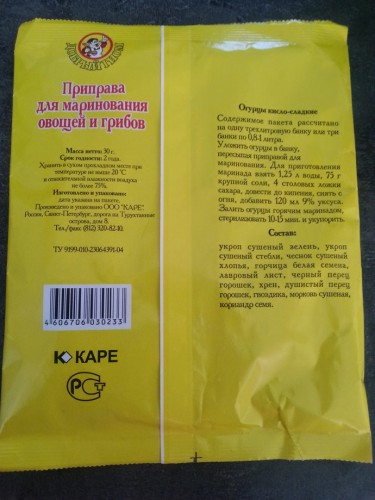 Приправа
для маринования
овощей и грибов
Масса нетто: 30 г.
Срок годности: 2 года.
Хранить в сухом прохладном месте при
температуре не выше 20 °С
и относительной влажности воздуха
не более 75%.
Изготовлено и упаковано:
дата указана на пакете.
Произведено и упаковано ООО "КАРЕ".
Россия, Санкт-Петербург, дорога на Турухтанные
острова, дом 8.
Тел./факс (812) 320-82-10.
ТУ 9199-010-23064391-04
4 606706 030233
К КАРЕ
РСТ
Огурцы кисло-сладкие
Содержимое пакета рассчитано
на одну трехлитровую банку или три
банки по 0,8-1 литра.
Уложить огурцы в банку,
пересыпая приправой для
маринования. Для приготовления
маринада взять 1,25 л воды, 75 г
крупной соли, 4 столовых ложки
сахара, довести до кипения, снять с
огня, добавить 120 мл 9% уксуса.
Залить огурцы горячим маринадом,
стерилизовать 10-15 мин. и укупорить.
Состав:
укроп сушеный зелень, укроп
сушеный стебли, чеснок сушеный
хлопья, горчица белая семена,
лавровый лист, черный перец
горошек, хрен, душистый перец
горошек, гвоздика, морковь сушеная,
кориандр семя.